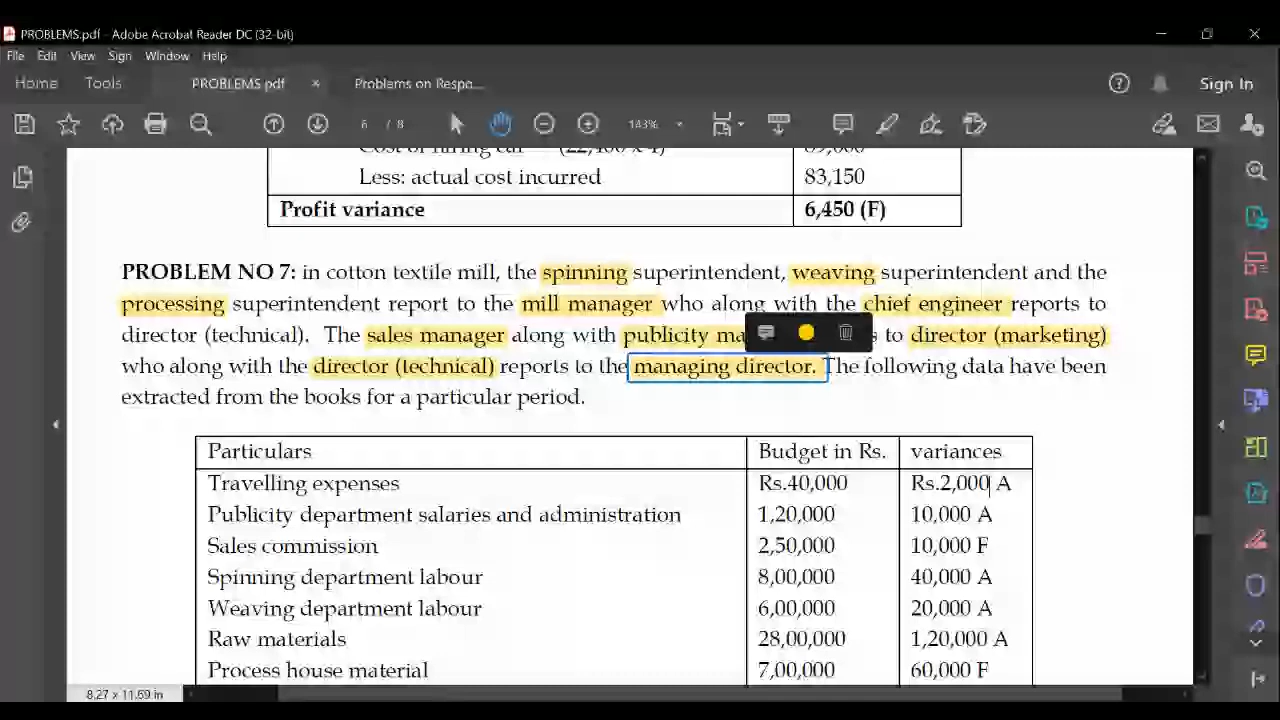 PROBLEMS.pdf - Adobe Acrobat Reader DC (32-bit)
File Edit View Sign Window Help
Home Tools PROBLEMS.pdf × Problems on Respo... Sign In
6 / 8 143%
Less: actual cost incurred 83,150
Profit variance 6,450 (F)
PROBLEM NO 7: in cotton textile mill, the spinning superintendent, weaving superintendent and the
processing superintendent report to the mill manager who along with the chief engineer reports to
director (technical). The sales manager along with publicity to director (marketing)
who along with the director (technical) reports to the managing director. The following data have been
extracted from the books for a particular period.
Particulars Budget in Rs. variances
Travelling expenses Rs.40,000 Rs.2,000 A
Publicity department salaries and administration 1,20,000 10,000 A
Sales commission 2,50,000 10,000 F
Spinning department labour 8,00,000 40,000 A
Weaving department labour 6,00,000 20,000 A
Raw materials 28,00,000 1,20,000 A
Process house material 7,00,000 60,000 F
8.27 x 11.69 in